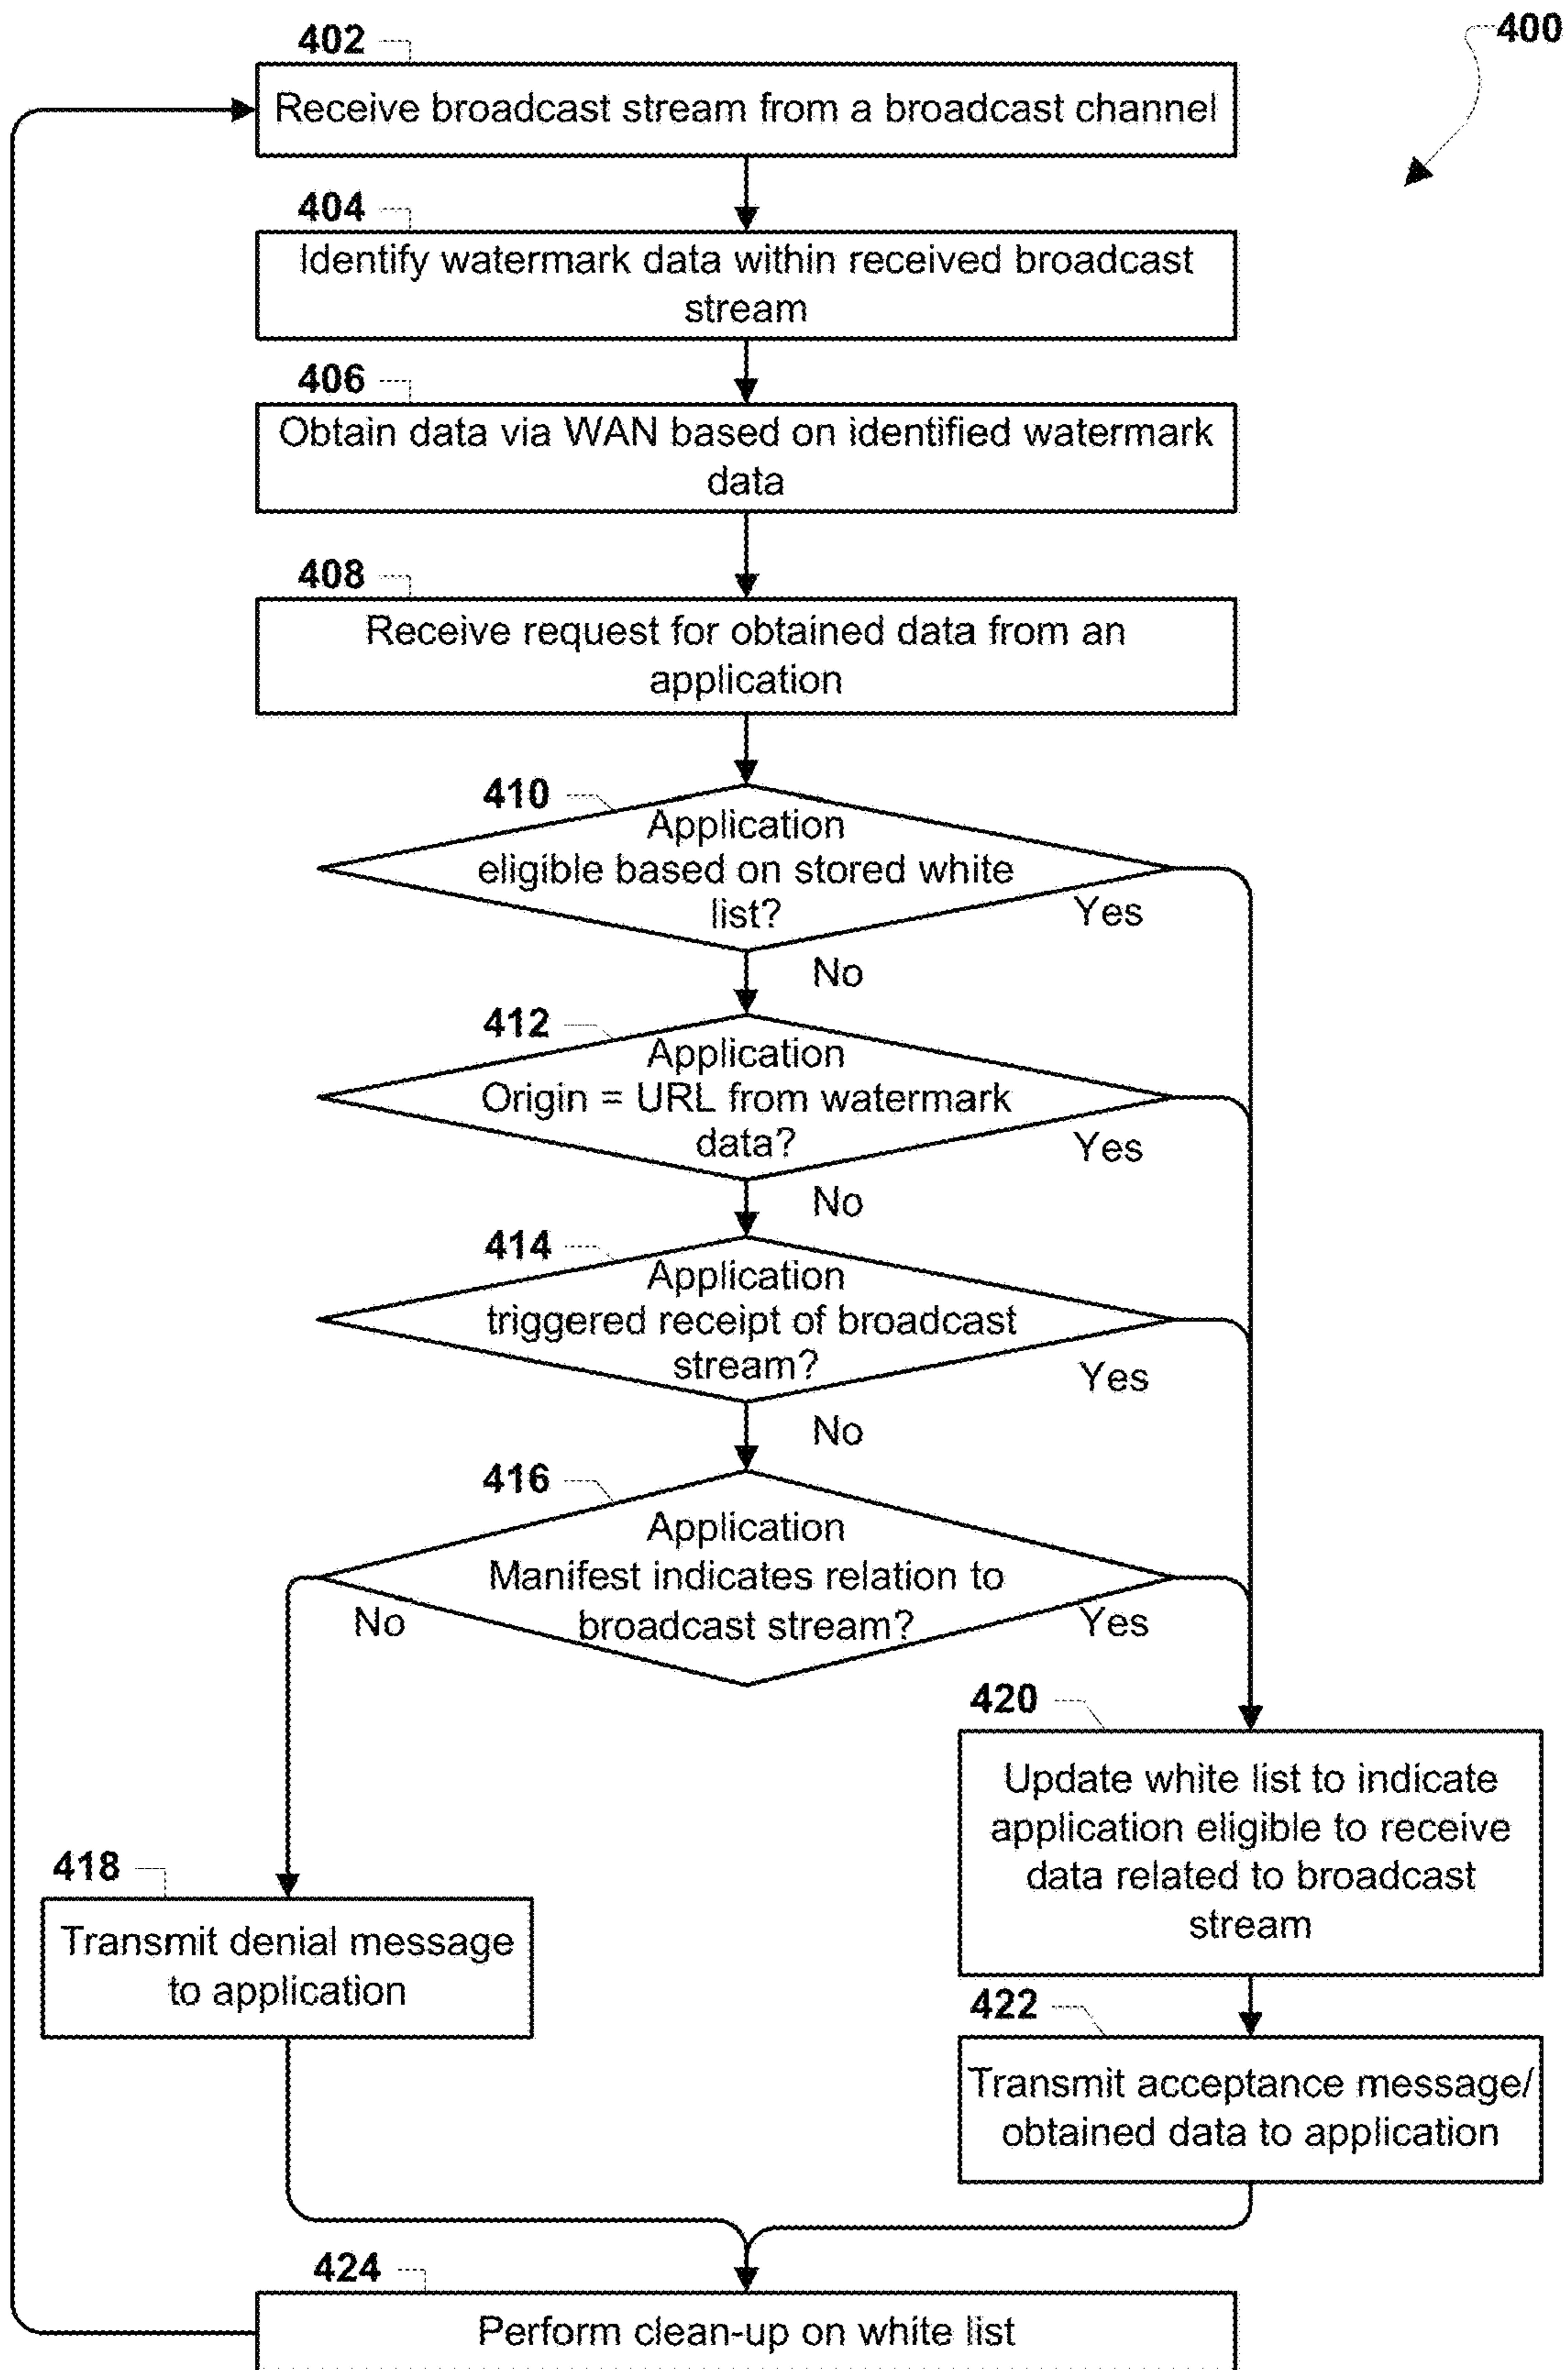 400
402
Receive broadcast stream from a broadcast channel
404
Identify watermark data within received broadcast
stream
406
Obtain data via WAN based on identified watermark
data
408
Receive request for obtained data from an
application
410
Application
eligible based on stored white
list?
Yes
No
412
Application
Origin = URL from watermark
data?
Yes
No
414
Application
triggered receipt of broadcast
stream?
Yes
No
416
Application
Manifest indicates relation to
broadcast stream?
No
Yes
420
Update white list to indicate
application eligible to receive
data related to broadcast
stream
418
Transmit denial message
to application
422
Transmit acceptance message/
obtained data to application
424
Perform clean-up on white list